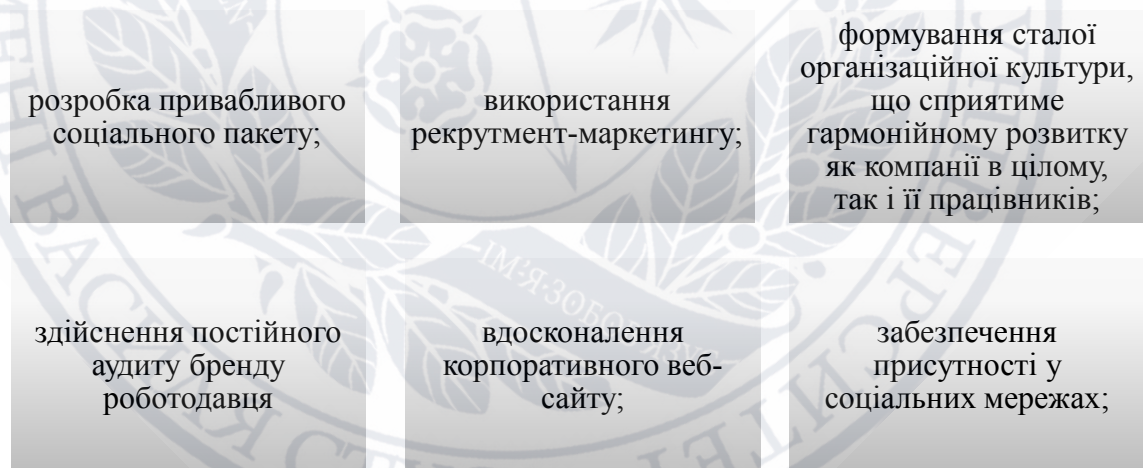 розробка привабливого
соціального пакету;
використання
рекрутмент-маркетингу;
формування сталої
організаційної культури,
що сприятиме
гармонійному розвитку
як компанії в цілому,
так і її працівників;
здійснення постійного
аудиту бренду
роботодавця
вдосконалення
корпоративного веб-
сайту;
забезпечення
присутності у
соціальних мережах;